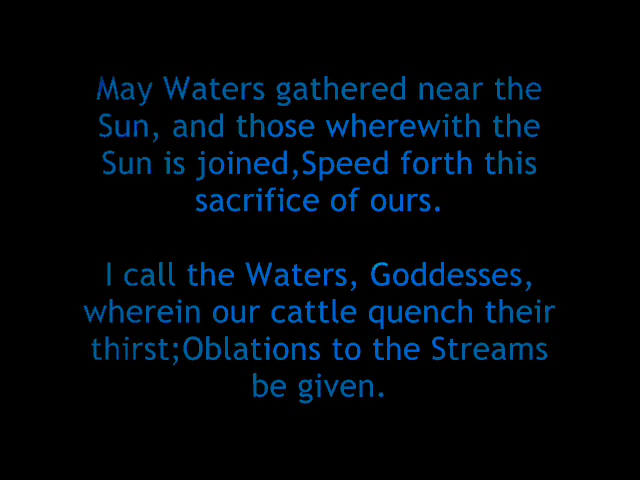 May Waters gathered near the
Sun, and those wherewith the
Sun is joined,Speed forth this
sacrifice of ours.
I call the Waters, Goddesses,
wherein our cattle quench their
thirst;Oblations to the Streams
be given.